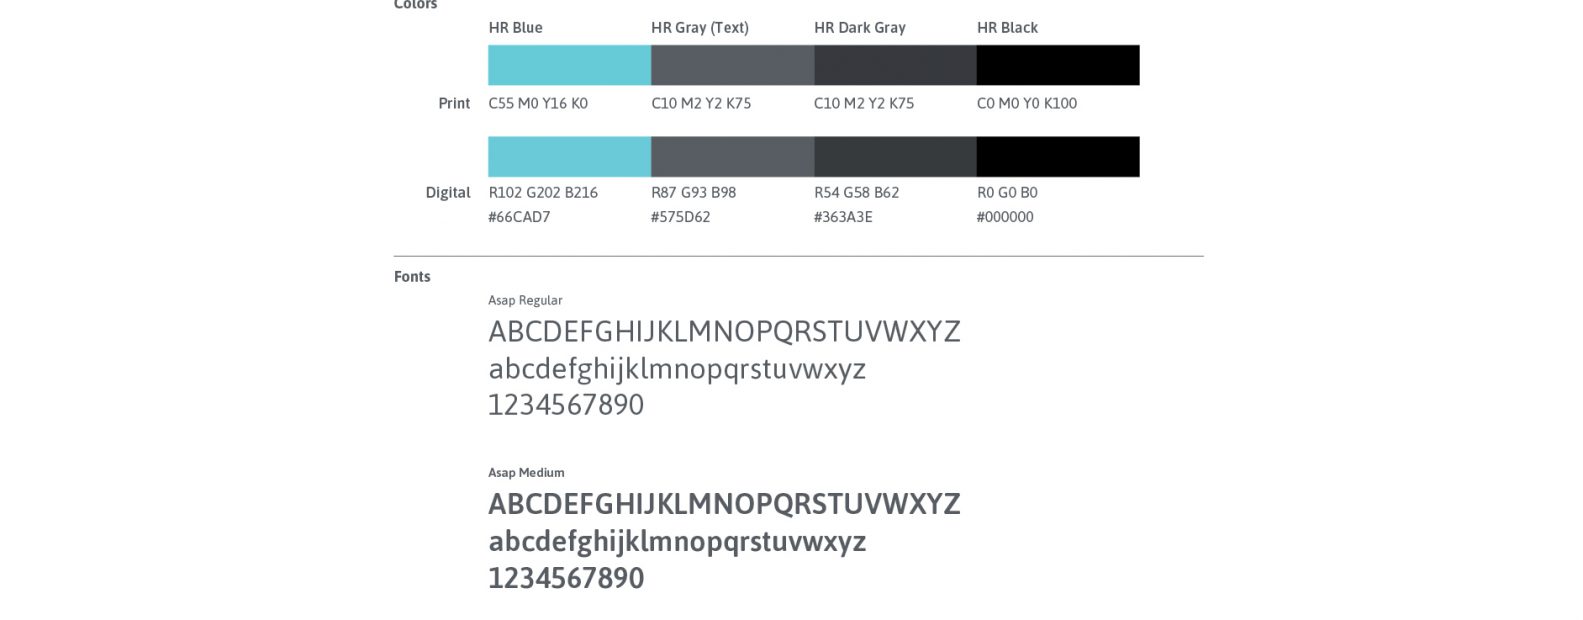 Colors
HR Blue HR Gray (Text) HR Dark Gray HR Black
Print C55 M0 Y16 K0 C10 M2 Y2 K75 C10 M2 Y2 K75 C0 M0 Y0 K100
Digital R102 G202 B216 R87 G93 B98 R54 G58 B62 R0 G0 B0
#66CAD7 #575D62 #363A3E #000000
Fonts
Asap Regular
ABCDEFGHIJKLMNOPQRSTUVWXYZ
abcdefghijklmnopqrstuvwxyz
1234567890
Asap Medium
ABCDEFGHIJKLMNOPQRSTUVWXYZ
abcdefghijklmnopqrstuvwxyz
1234567890